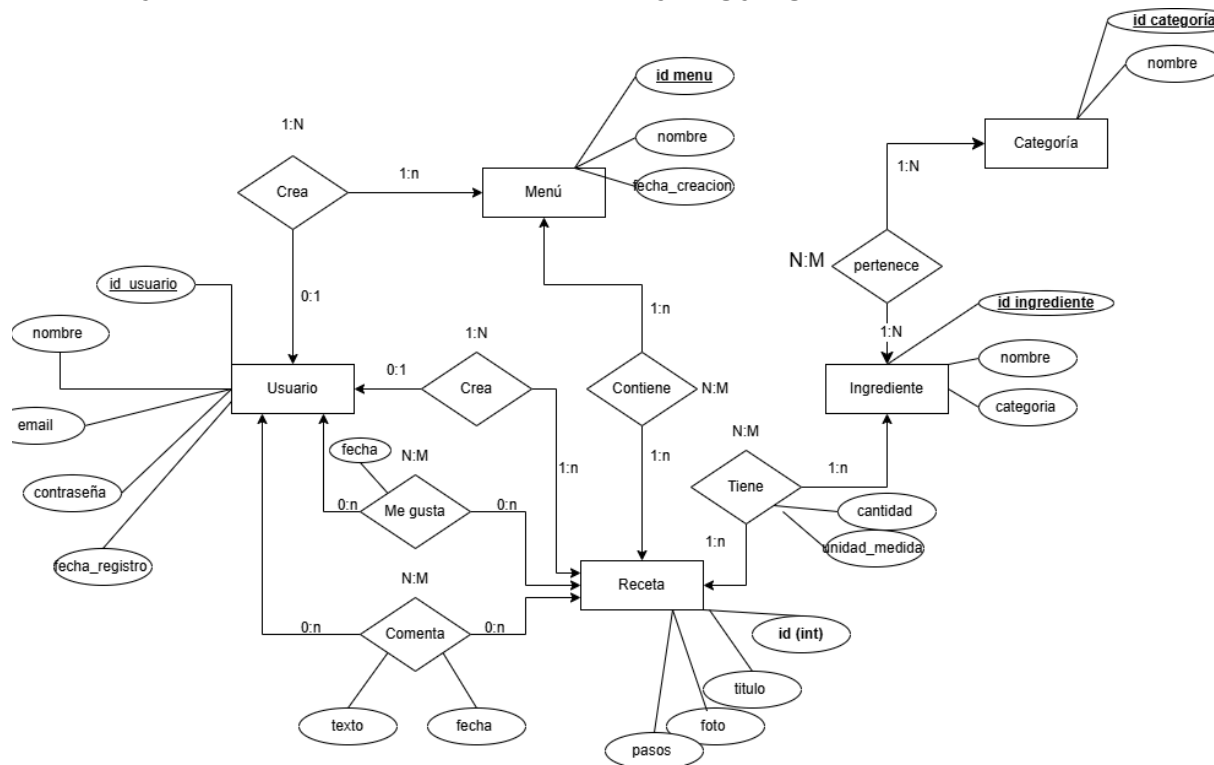 id categoría
nombre
Categoría
1:N
N:M
pertenece
1:N
id menu
nombre
fecha_creacion
Menú
1:N
Crea
1:n
0:1
id_usuario
nombre
email
contraseña
fecha_registro
Usuario
0:1
1:N
Crea
1:n
1:n
Contiene
N:M
1:n
id ingrediente
nombre
categoria
Ingrediente
fecha
N:M
0:n
Me gusta
0:n
N:M
Tiene
1:n
1:n
cantidad
unidad_medida
N:M
0:n
Comenta
0:n
texto
fecha
Receta
id (int)
titulo
foto
pasos